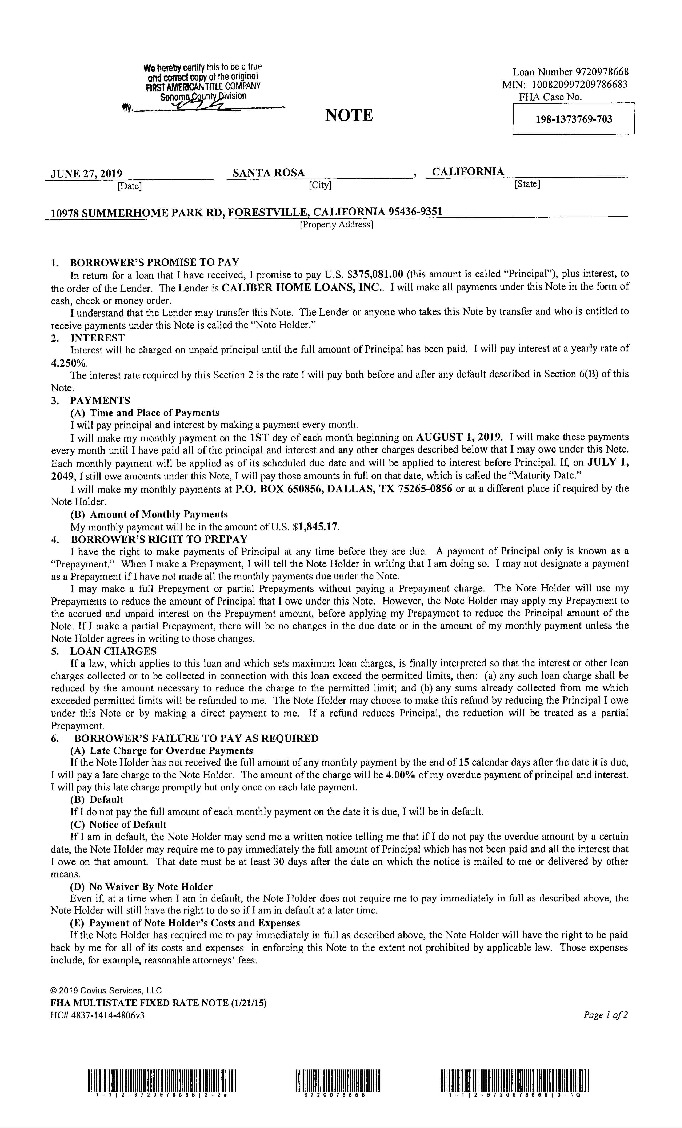 We hereby certify this to be a true
and correct copy of the original
FIRST AMERICAN TITLE COMPANY
Sonoma County Division
By
Loan Number 9720978668
MIN: 100820997209786683
FHA Case No.
198-1373769-703
NOTE
JUNE 27, 2019 SANTA ROSA , CALIFORNIA
[Date] [City] [State]
10978 SUMMERHOME PARK RD, FORESTVILLE, CALIFORNIA 95436-9351
[Property Address]
1. BORROWER'S PROMISE TO PAY
In return for a loan that I have received, I promise to pay U.S. $375,081.00 (this amount is called "Principal"), plus interest, to
the order of the Lender. The Lender is CALIBER HOME LOANS, INC.. I will make all payments under this Note in the form of
cash, check or money order.
I understand that the Lender may transfer this Note. The Lender or anyone who takes this Note by transfer and who is entitled to
receive payments under this Note is called the "Note Holder."
2. INTEREST
Interest will be charged on unpaid principal until the full amount of Principal has been paid. I will pay interest at a yearly rate of
4.250%.
The interest rate required by this Section 2 is the rate I will pay both before and after any default described in Section 6(B) of this
Note.
3. PAYMENTS
(A) Time and Place of Payments
I will pay principal and interest by making a payment every month.
I will make my monthly payment on the 1ST day of each month beginning on AUGUST 1, 2019. I will make these payments
every month until I have paid all of the principal and interest and any other charges described below that I may owe under this Note.
Each monthly payment will be applied as of its scheduled due date and will be applied to interest before Principal. If, on JULY 1,
2049, I still owe amounts under this Note, I will pay those amounts in full on that date, which is called the "Maturity Date."
I will make my monthly payments at P.O. BOX 650856, DALLAS, TX 75265-0856 or at a different place if required by the
Note Holder.
(B) Amount of Monthly Payments
My monthly payment will be in the amount of U.S. $1,845.17.
4. BORROWER'S RIGHT TO PREPAY
I have the right to make payments of Principal at any time before they are due. A payment of Principal only is known as a
"Prepayment." When I make a Prepayment, I will tell the Note Holder in writing that I am doing so. I may not designate a payment
as a Prepayment if I have not made all the monthly payments due under the Note.
I may make a full Prepayment or partial Prepayments without paying a Prepayment charge. The Note Holder will use my
Prepayments to reduce the amount of Principal that I owe under this Note. However, the Note Holder may apply my Prepayment to
the accrued and unpaid interest on the Prepayment amount, before applying my Prepayment to reduce the Principal amount of the
Note. If I make a partial Prepayment, there will be no changes in the due date or in the amount of my monthly payment unless the
Note Holder agrees in writing to those changes.
5. LOAN CHARGES
If a law, which applies to this loan and which sets maximum loan charges, is finally interpreted so that the interest or other loan
charges collected or to be collected in connection with this loan exceed the permitted limits, then: (a) any such loan charge shall be
reduced by the amount necessary to reduce the charge to the permitted limit; and (b) any sums already collected from me which
exceeded permitted limits will be refunded to me. The Note Holder may choose to make this refund by reducing the Principal I owe
under this Note or by making a direct payment to me. If a refund reduces Principal, the reduction will be treated as a partial
Prepayment.
6. BORROWER'S FAILURE TO PAY AS REQUIRED
(A) Late Charge for Overdue Payments
If the Note Holder has not received the full amount of any monthly payment by the end of 15 calendar days after the date it is due,
I will pay a late charge to the Note Holder. The amount of the charge will be 4.00% of my overdue payment of principal and interest.
I will pay this late charge promptly but only once on each late payment.
(B) Default
If I do not pay the full amount of each monthly payment on the date it is due, I will be in default.
(C) Notice of Default
If I am in default, the Note Holder may send me a written notice telling me that if I do not pay the overdue amount by a certain
date, the Note Holder may require me to pay immediately the full amount of Principal which has not been paid and all the interest that
I owe on that amount. That date must be at least 30 days after the date on which the notice is mailed to me or delivered by other
means.
(D) No Waiver By Note Holder
Even if, at a time when I am in default, the Note Holder does not require me to pay immediately in full as described above, the
Note Holder will still have the right to do so if I am in default at a later time.
(E) Payment of Note Holder's Costs and Expenses
If the Note Holder has required me to pay immediately in full as described above, the Note Holder will have the right to be paid
back by me for all of its costs and expenses in enforcing this Note to the extent not prohibited by applicable law. Those expenses
include, for example, reasonable attorneys' fees.
© 2019 Covius Services, LLC
FHA MULTISTATE FIXED RATE NOTE (1/21/15)
HC# 4837-1414-4806v3 Page 1 of 2
9720978668